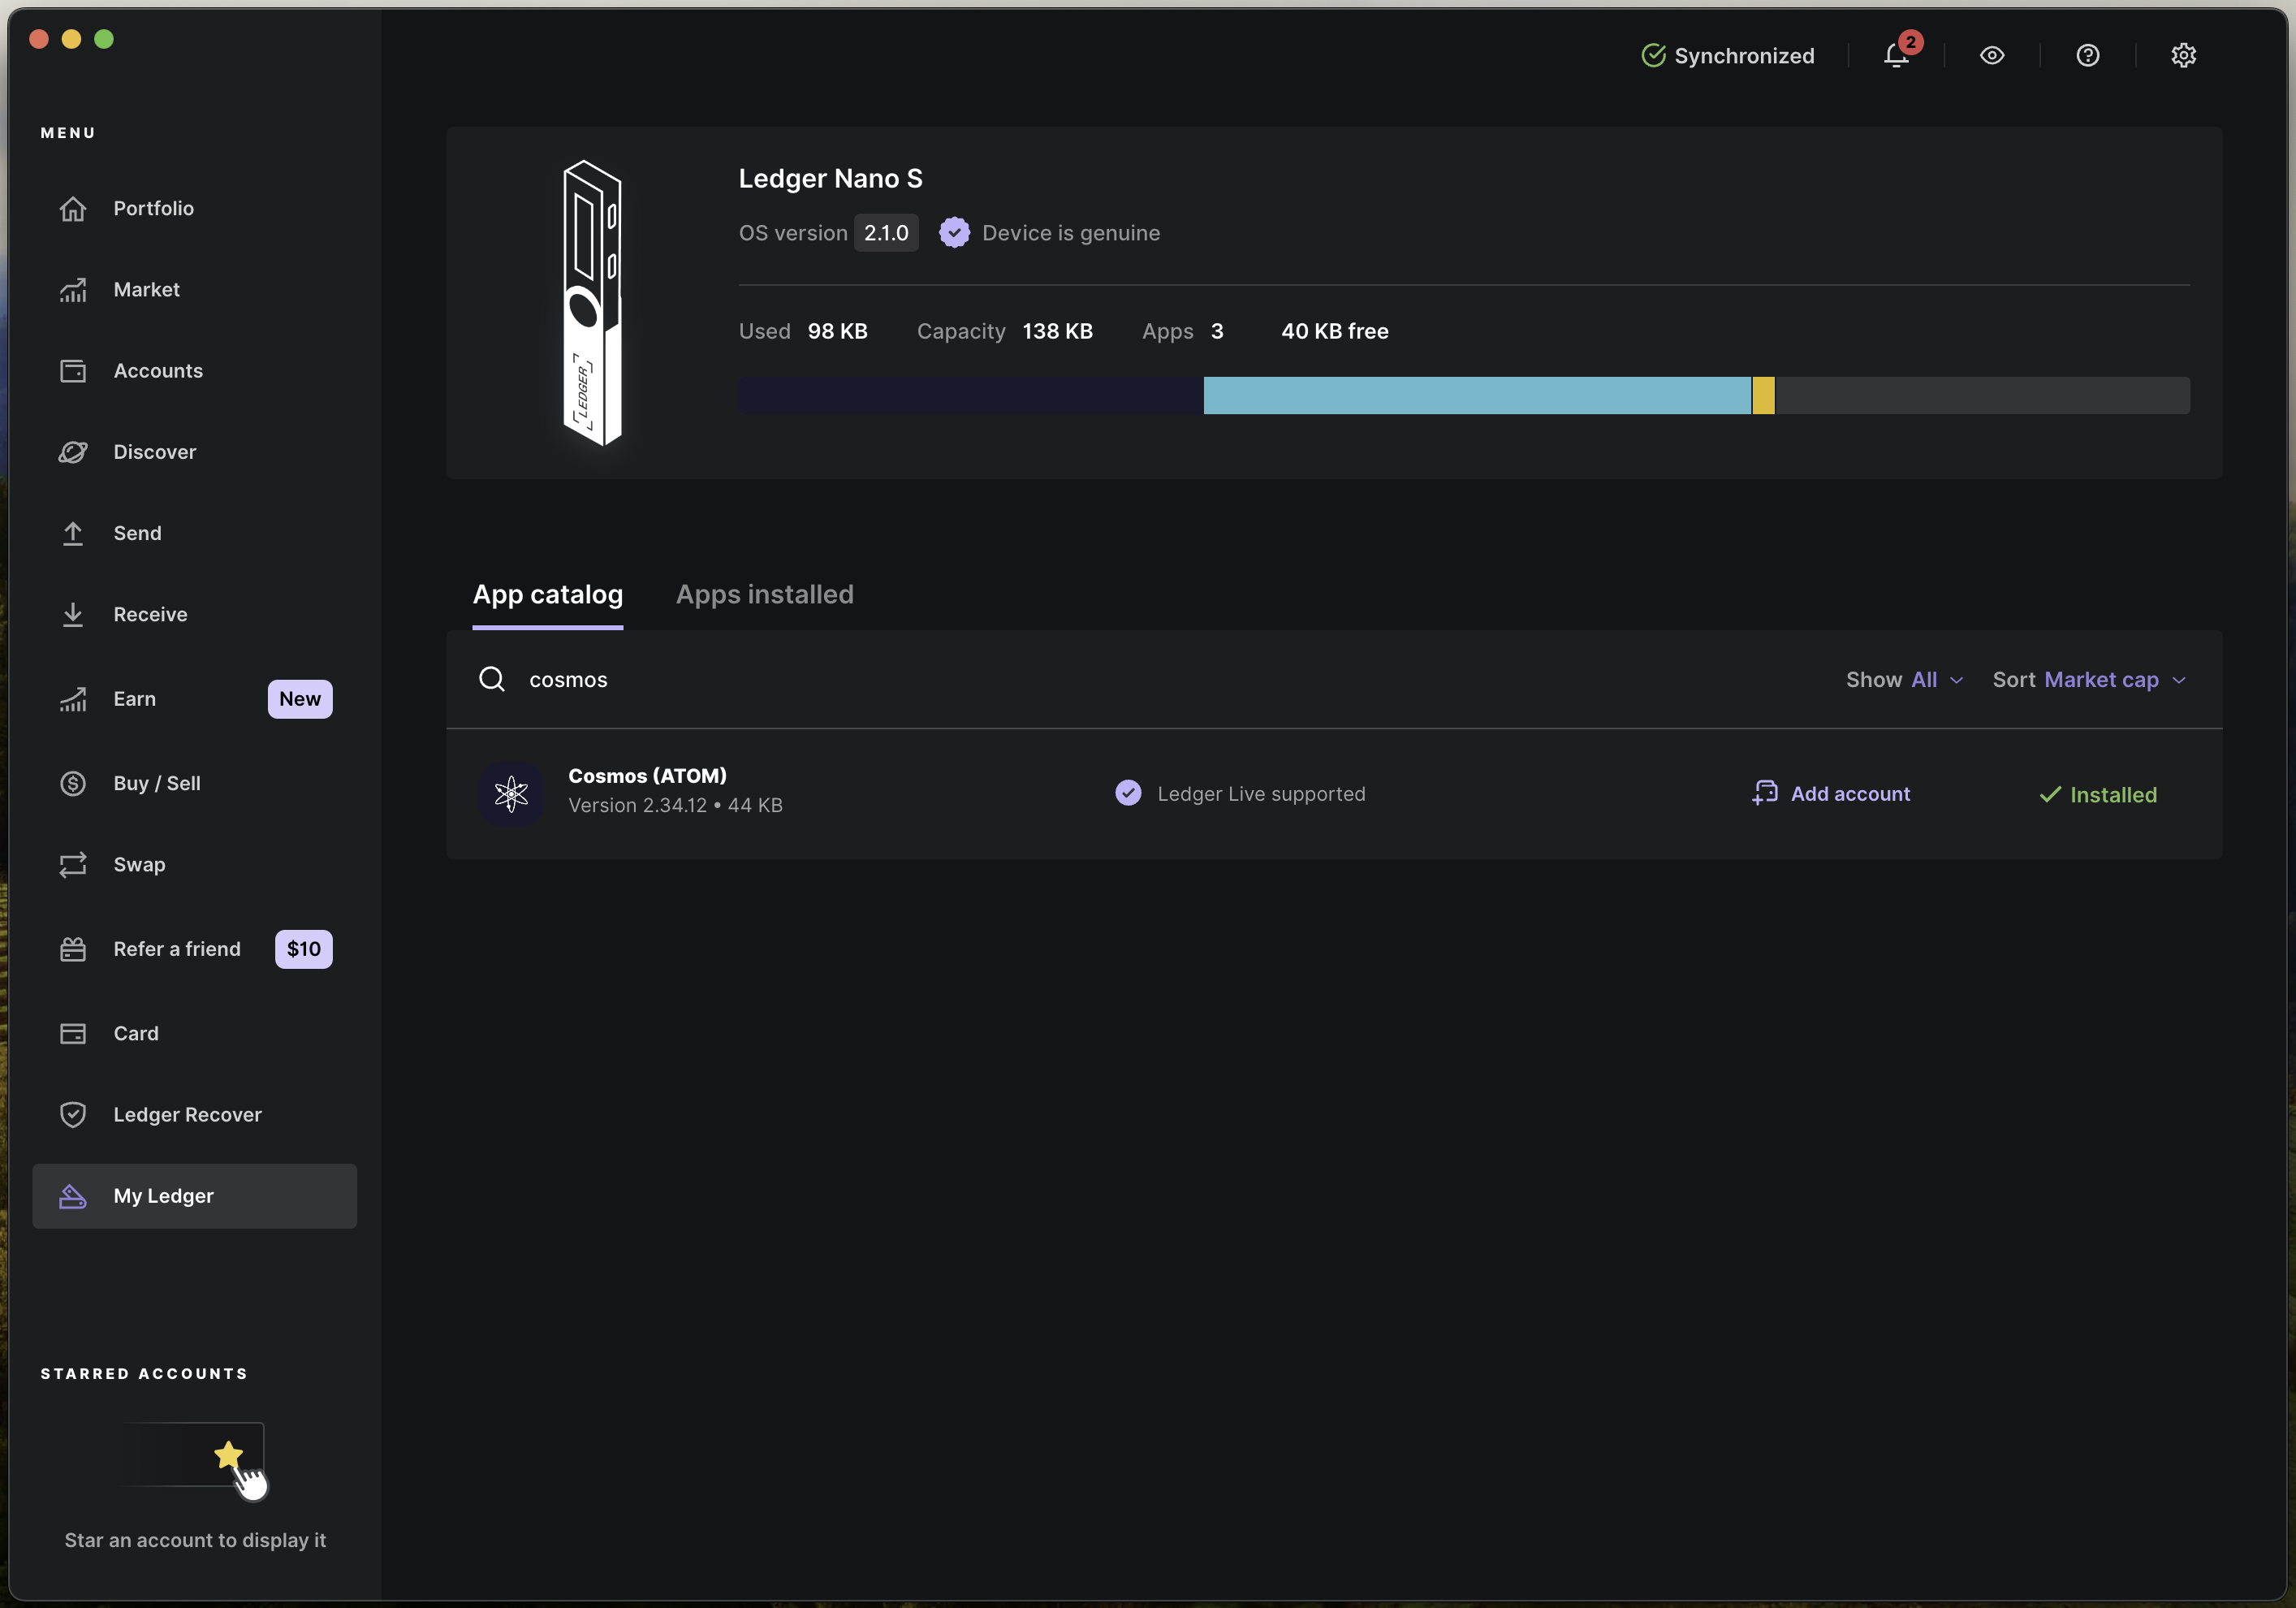 Synchronized
2
MENU
Portfolio
Market
Accounts
Discover
Send
Receive
Earn New
Buy / Sell
Swap
Refer a friend $10
Card
Ledger Recover
My Ledger
STARRED ACCOUNTS
Star an account to display it
LEDGER
Ledger Nano S
OS version 2.1.0 Device is genuine
Used 98 KB Capacity 138 KB Apps 3 40 KB free
App catalog Apps installed
cosmos Show All Sort Market cap
Cosmos (ATOM)
Version 2.34.12 • 44 KB
Ledger Live supported
Add account
Installed